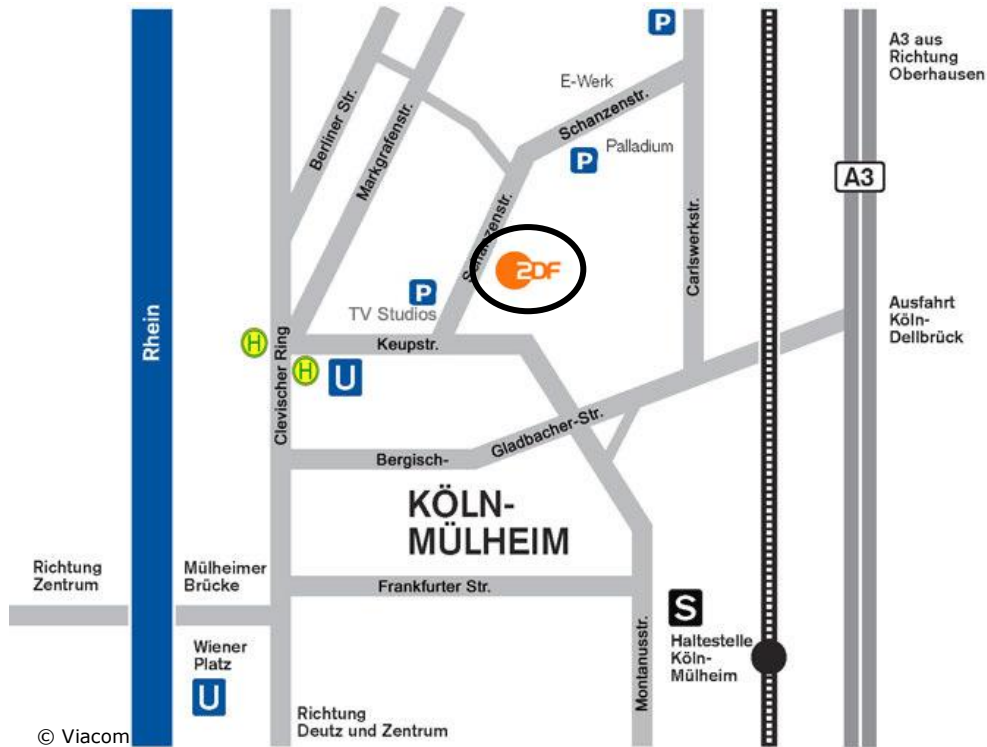 P
A3 aus
Richtung
Oberhausen
E-Werk
Schanzenstr.
Berliner Str.
Markgrafenstr.
P
Palladium
A3
Schanzenstr.
ZDF
Carlswerkstr.
P
TV Studios
Rhein
Ausfahrt
Köln-
Dellbrück
H
Keupstr.
H
U
Clevischer Ring
Gladbacher-Str.
Bergisch-
KÖLN-
MÜLHEIM
Richtung
Zentrum
Mülheimer
Brücke
Frankfurter Str.
S
Haltestelle
Köln-
Mülheim
Montanusstr.
Wiener
Platz
U
Richtung
Deutz und Zentrum
© Viacom